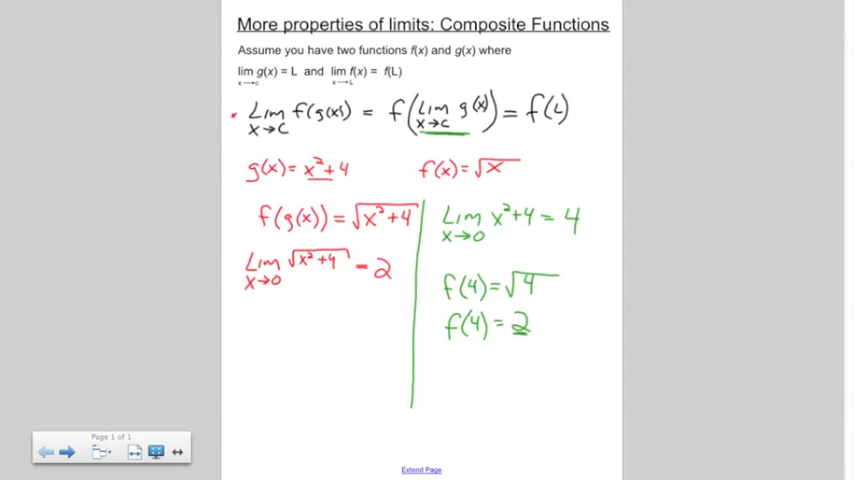 More properties of limits: Composite Functions
Assume you have two functions f(x) and g(x) where
lim g(x) = L and lim f(x) = f(L)
x→c x→L
* Lim f(g(x)) = f(Lim g(x)) = f(L)
x→c x→c
g(x) = x²+4 f(x) = √x
f(g(x)) = √x²+4
Lim √x²+4 = 2
x→0
Lim x²+4 = 4
x→0
f(4) = √4
f(4) = 2
Page 1 of 1
Extend Page